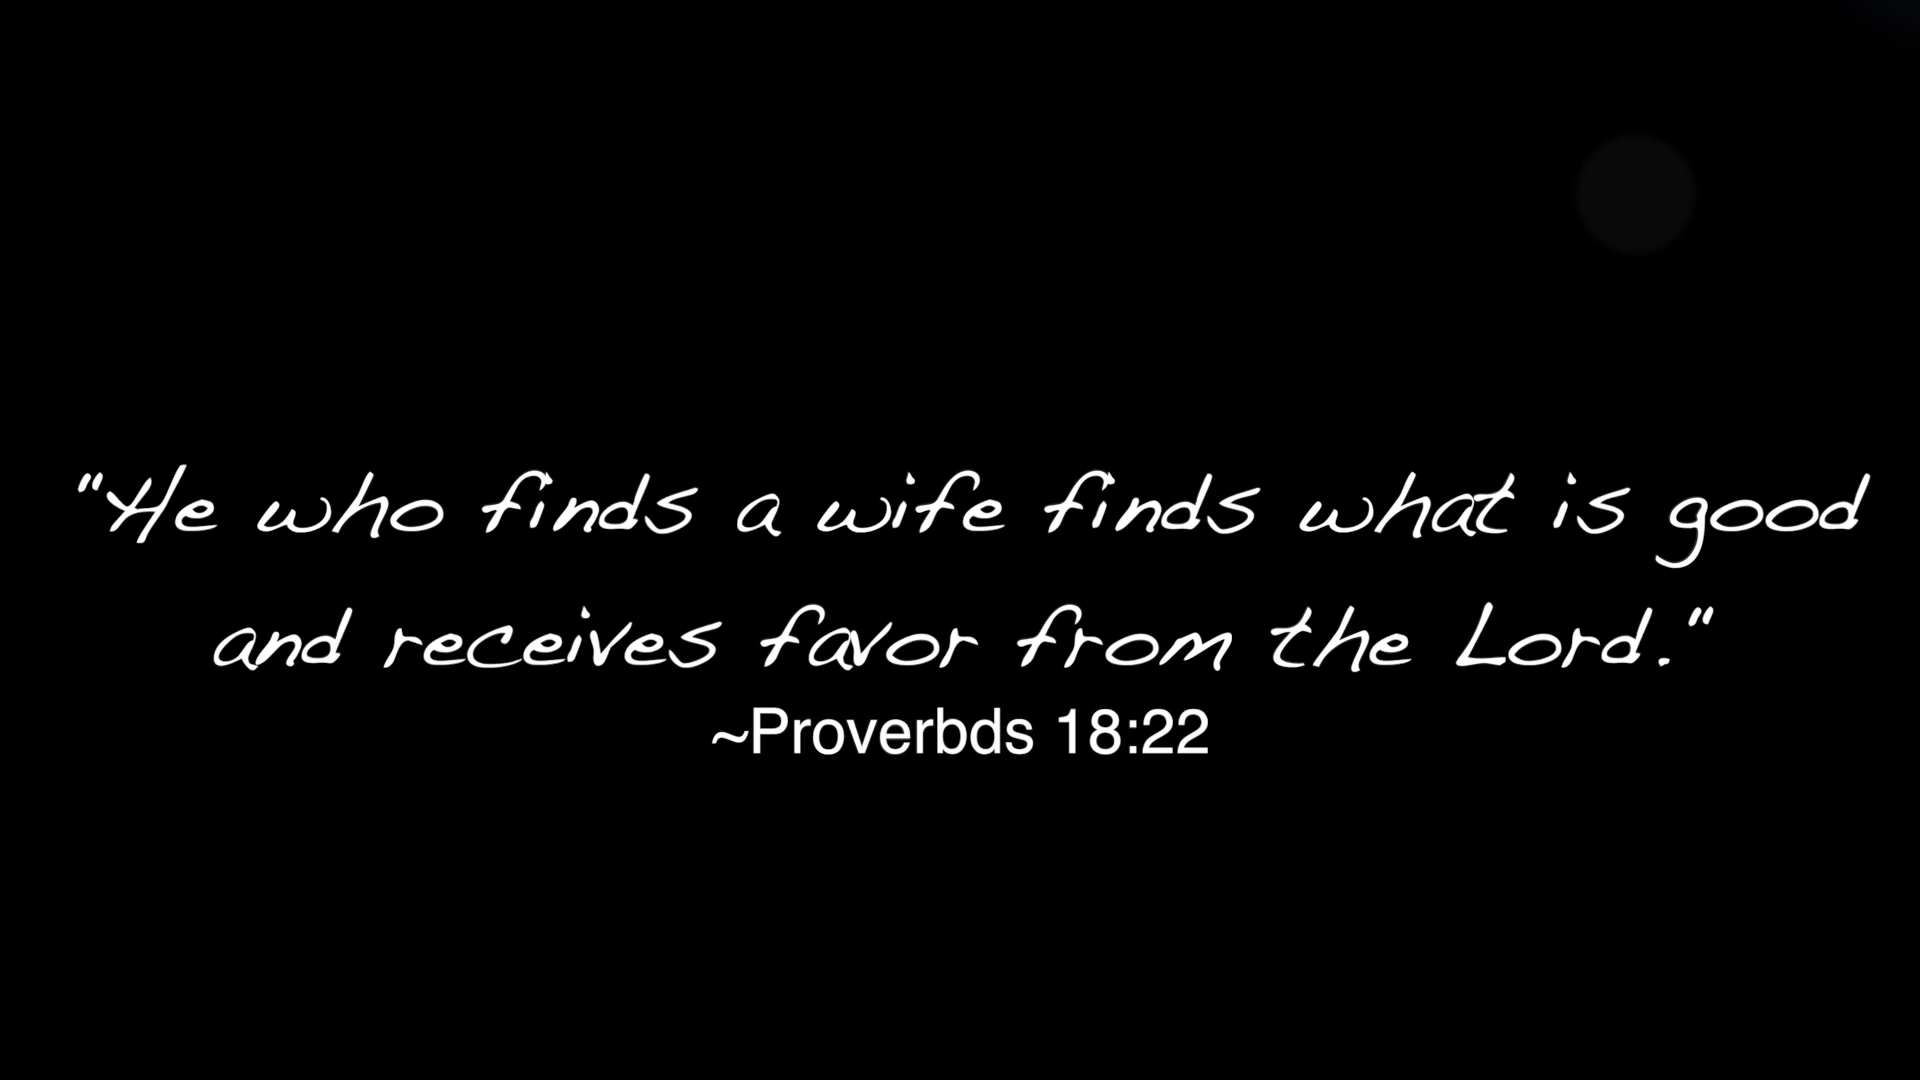 "He who finds a wife finds what is good
and receives favor from the Lord."
~Proverbds 18:22